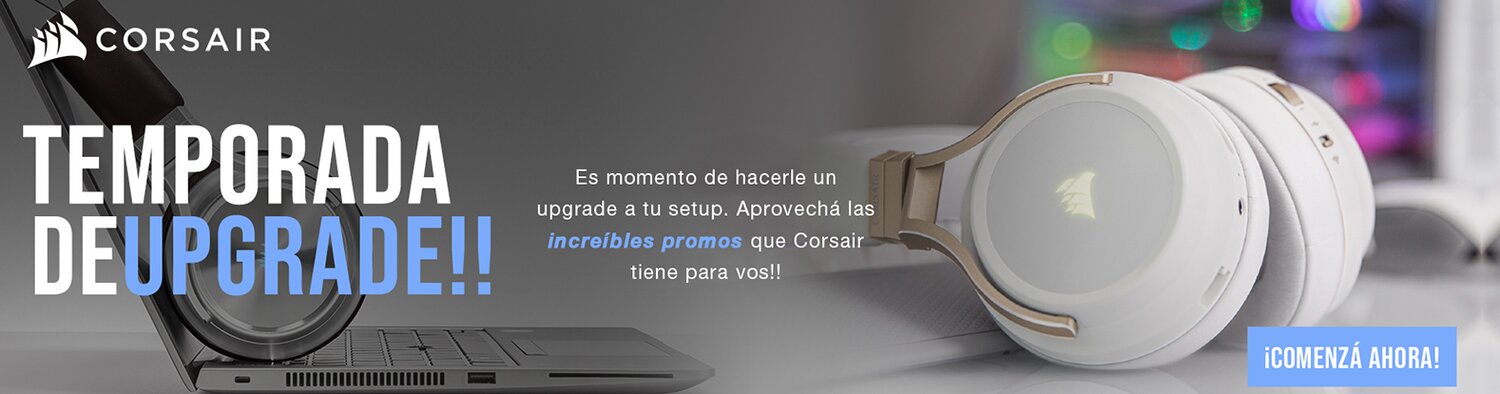 CORSAIR
TEMPORADA
DEUPGRADE!!
Es momento de hacerle un
upgrade a tu setup. Aprovechá las
increíbles promos que Corsair
tiene para vos!!
¡COMENZÁ AHORA!